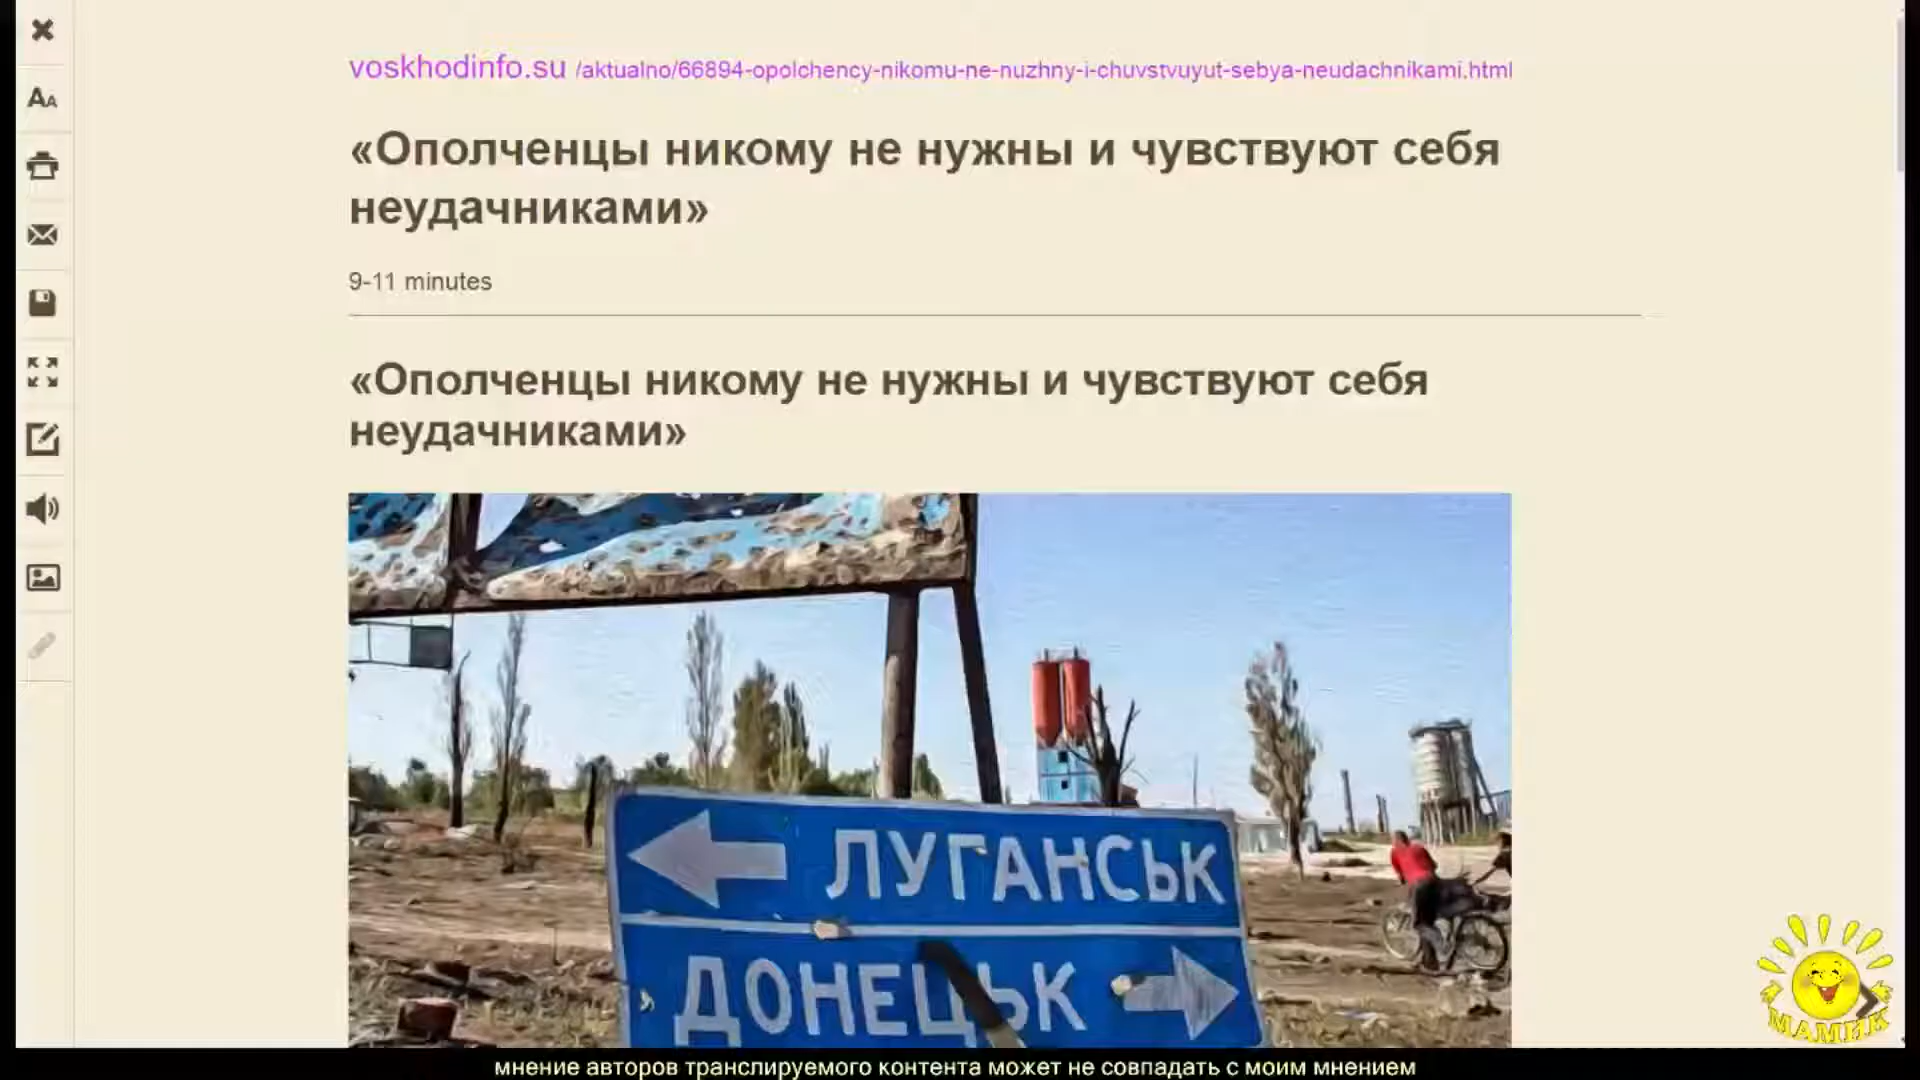 voskhodinfo.su /aktualno/66894-opolchency-nikomu-ne-nuzhny-i-chuvstvuyut-sebya-neudachnikami.html
«Ополченцы никому не нужны и чувствуют себя
неудачниками»
9-11 minutes
«Ополченцы никому не нужны и чувствуют себя
неудачниками»
ЛУГАНСЬК
ДОНЕЦЬК
МАМИК
мнение авторов транслируемого контента может не совпадать с моим мнением